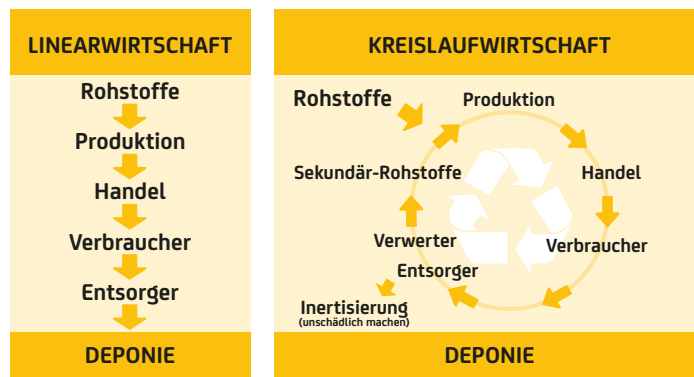 LINEARWIRTSCHAFT
Rohstoffe
Produktion
Handel
Verbraucher
Entsorger
DEPONIE
KREISLAUFWIRTSCHAFT
Rohstoffe
Produktion
Sekundär-Rohstoffe
Handel
Verwerter
Verbraucher
Entsorger
Inertisierung
(unschädlich machen)
DEPONIE